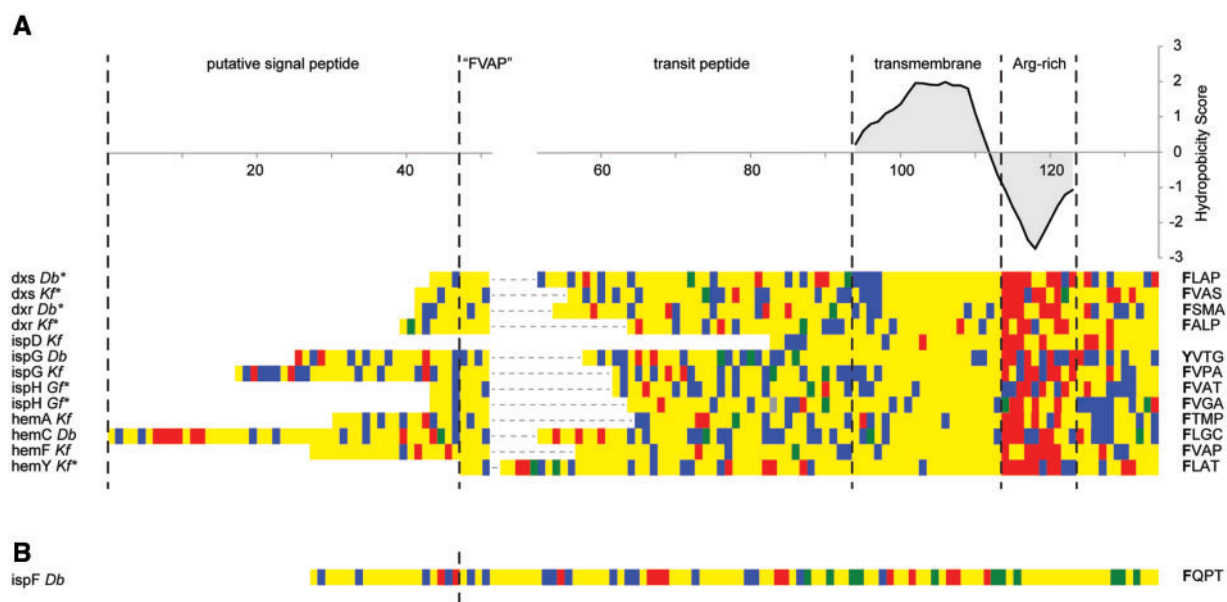 A
putative signal peptide
"FVAP"
transit peptide
transmembrane
Arg-rich
3
2
1
0
-1
-2
-3
Hydropobicity Score
20
40
60
80
100
120
dxs Db* FLAP
dxs Kf* FVAS
dxr Db* FSMA
dxr Kf* FALP
ispD Kf
ispG Db YVTG
ispG Kf FVPA
ispH Gf* FVAT
ispH Gf* FVGA
hemA Kf FTMP
hemC Db FLGC
hemF Kf FVAP
hemY Kf* FLAT
B
ispF Db FQPT